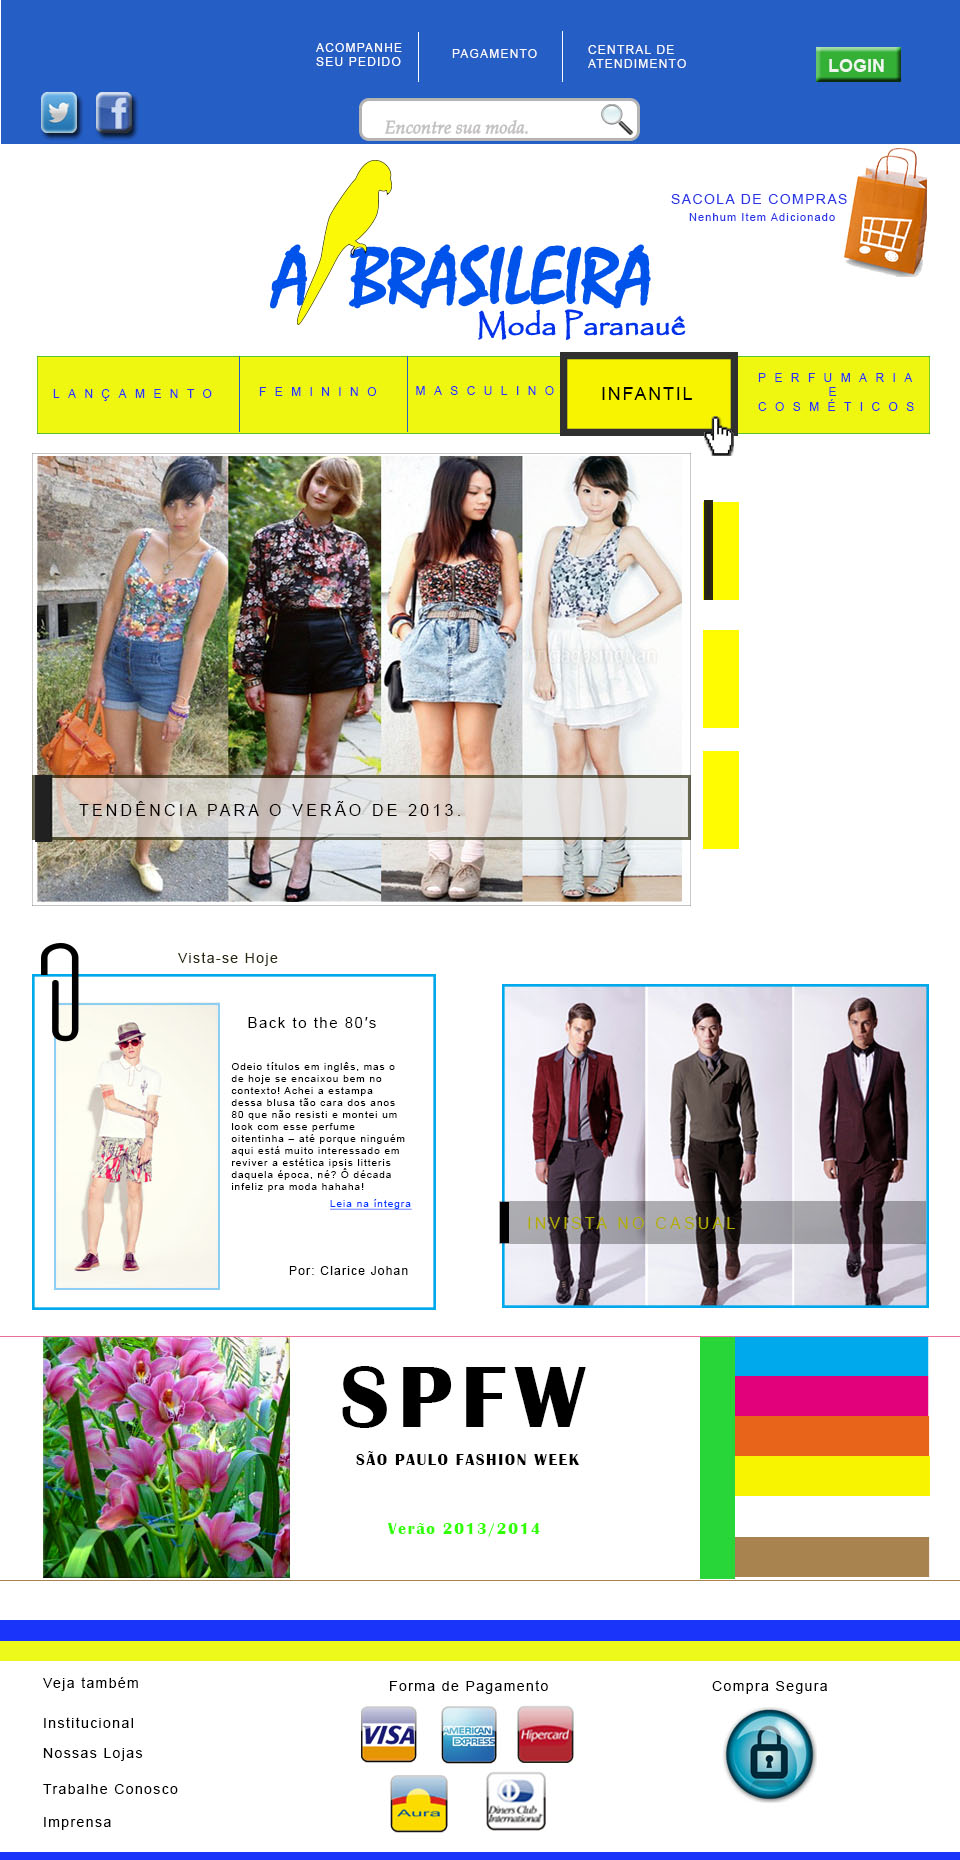 ACOMPANHE
SEU PEDIDO
PAGAMENTO
CENTRAL DE
ATENDIMENTO
LOGIN
Encontre sua moda.
SACOLA DE COMPRAS
Nenhum Item Adicionado
A BRASILEIRA
Moda Paranauê
LANÇAMENTO
FEMININO
MASCULINO
INFANTIL
PERFUMARIA
E
COSMÉTICOS
TENDÊNCIA PARA O VERÃO DE 2013.
Vista-se Hoje
Back to the 80's
Odeio títulos em inglês, mas o
de hoje se encaixou bem no
contexto! Achei a estampa
dessa blusa tão cara dos anos
80 que não resisti e montei um
look com esse perfume
oitentinha – até porque ninguém
aqui está muito interessado em
reviver a estética ipsis litteris
daquela época, né? Ô década
infeliz pra moda hahaha!
Leia na íntegra
Por: Clarice Johan
INVISTA NO CASUAL
SPFW
SÃO PAULO FASHION WEEK
Verão 2013/2014
Veja também
Institucional
Nossas Lojas
Trabalhe Conosco
Imprensa
Forma de Pagamento
VISA
AMERICAN
EXPRESS
Hipercard
Aura
Diners Club
International
Compra Segura